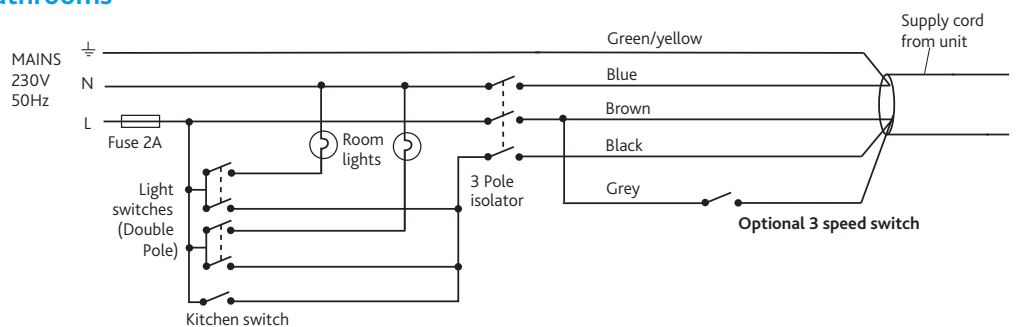 Supply cord
from unit
Green/yellow
MAINS
230V
50Hz
N
Blue
L
Brown
Fuse 2A
Room
lights
Black
3 Pole
isolator
Light
switches
(Double
Pole)
Grey
Optional 3 speed switch
Kitchen switch